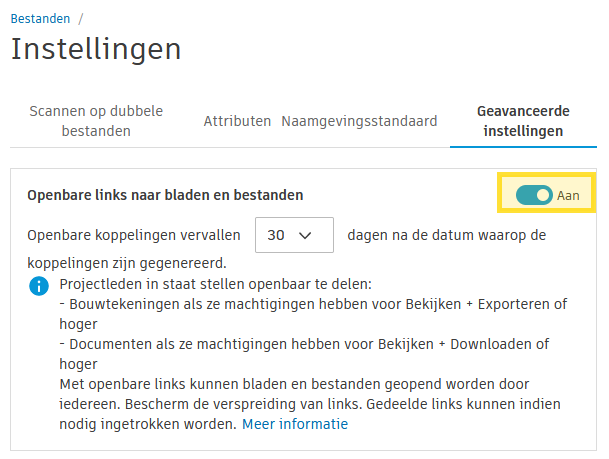 Bestanden /
Instellingen
Scannen op dubbele
bestanden
Attributen
Naamgevingsstandaard
Geavanceerde
instellingen
Openbare links naar bladen en bestanden
Aan
Openbare koppelingen vervallen 30 dagen na de datum waarop de
koppelingen zijn gegenereerd.
Projectleden in staat stellen openbaar te delen:
- Bouwtekeningen als ze machtigingen hebben voor Bekijken + Exporteren of
hoger
- Documenten als ze machtigingen hebben voor Bekijken + Downloaden of
hoger
Met openbare links kunnen bladen en bestanden geopend worden door
iedereen. Bescherm de verspreiding van links. Gedeelde links kunnen indien
nodig ingetrokken worden. Meer informatie